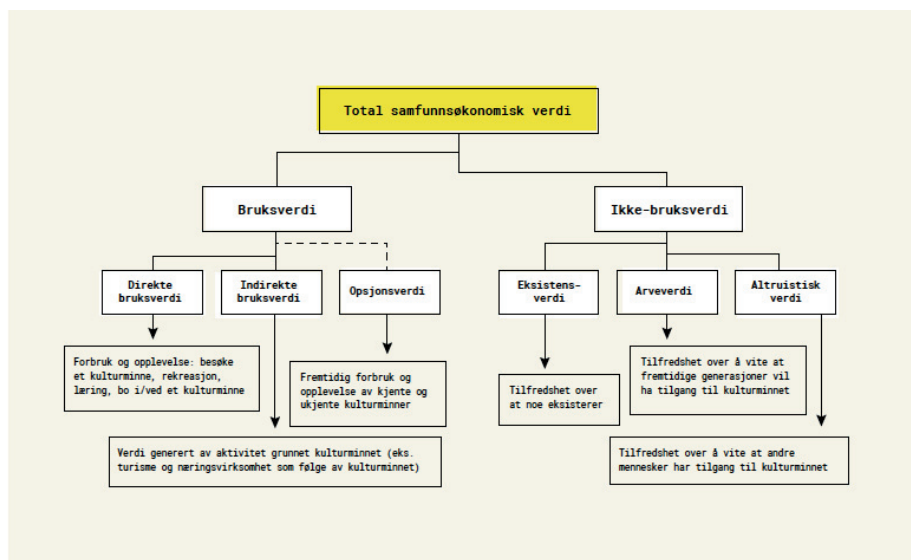 Total samfunnsøkonomisk verdi
Bruksverdi
Ikke-bruksverdi
Direkte
bruksverdi
Indirekte
bruksverdi
Opsjonsverdi
Eksistens-
verdi
Arveverdi
Altruistisk
verdi
Forbruk og opplevelse: besøke
et kulturminne, rekreasjon,
læring, bo i/ved et kulturminne
Fremtidig forbruk og
opplevelse av kjente og
ukjente kulturminner
Tilfredshet over
at noe eksisterer
Tilfredshet over å vite at
fremtidige generasjoner vil
ha tilgang til kulturminnet
Verdi generert av aktivitet grunnet kulturminnet (eks.
turisme og næringsvirksomhet som følge av kulturminnet)
Tilfredshet over å vite at andre
mennesker har tilgang til kulturminnet